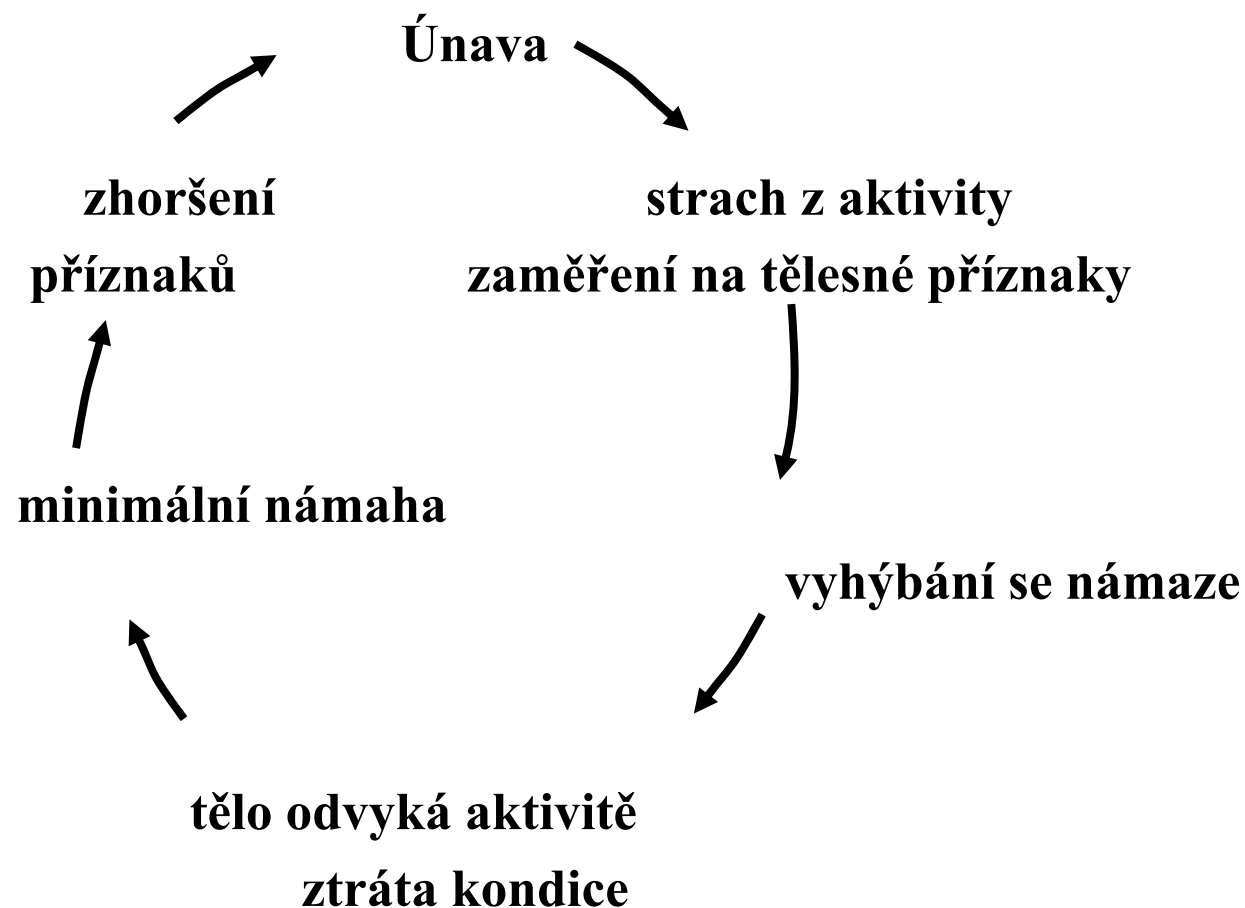 Únava
zhoršení
příznaků
strach z aktivity
zaměření na tělesné příznaky
minimální námaha
vyhýbání se námaze
tělo odvyká aktivitě
ztráta kondice